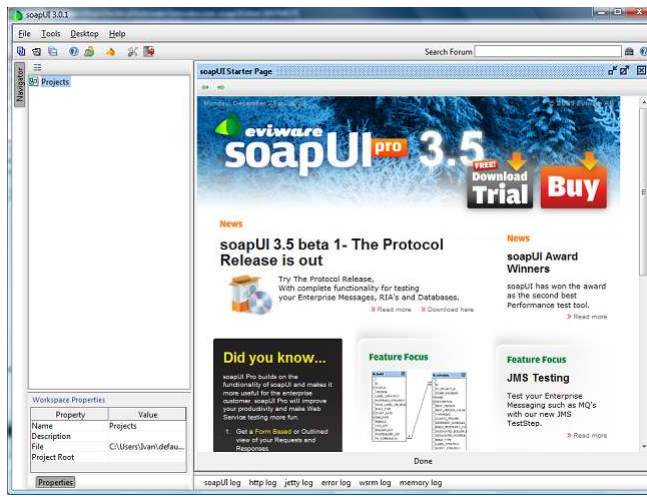 soapUI 3.0.1
File Tools Desktop Help
Search Forum
Navigator
Projects
soapUI Starter Page
eviware
soapUI pro 3.5
FREE!
Download
Trial
Buy
News
soapUI 3.5 beta 1- The Protocol
Release is out
Try The Protocol Release,
With complete functionality for testing
your Enterprise Messages, RIA's and Databases.
Read more Download here
News
soapUI Award
Winners
soapUI has won the award
as the second best
Performance test tool.
Read more
Did you know...
soapUI Pro builds on the
functionality of soapUI and makes it
more useful for the enterprise
customer. soapUI Pro will improve
your productivity and make Web
Service testing more fun.
1. Get a Form Based or Outlined
view of your Requests and
Responses.
Feature Focus
Feature Focus
JMS Testing
Test your Enterprise
Messaging such as MQ's
with our new JMS
TestStep.
Read more
Workspace Properties
Property Value
Name Projects
Description
File C:\Users\Ivan\defau...
Project Root
Properties
Done
soapUI log http log jetty log error log wsrm log memory log